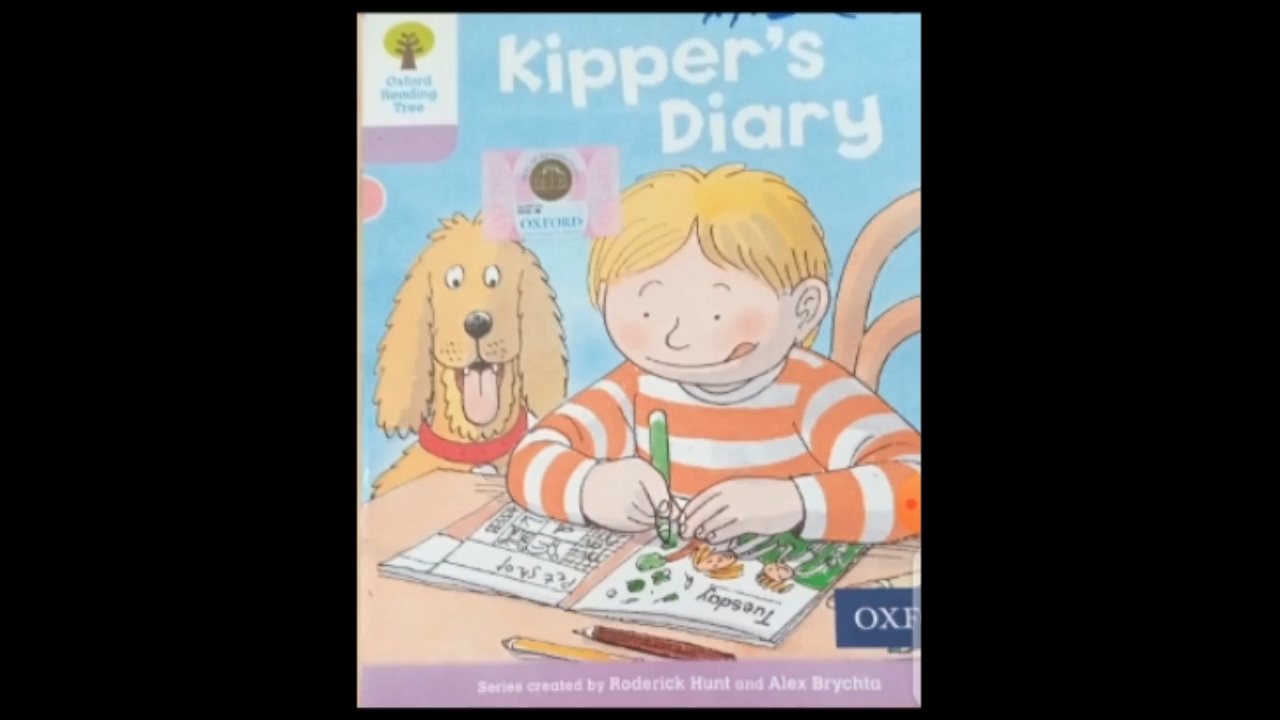 Kipper's
Diary
Oxford
Reading
Tree
OXFORD
Pet shop
Tuesday
OXF
Series created by Roderick Hunt and Alex Brychta